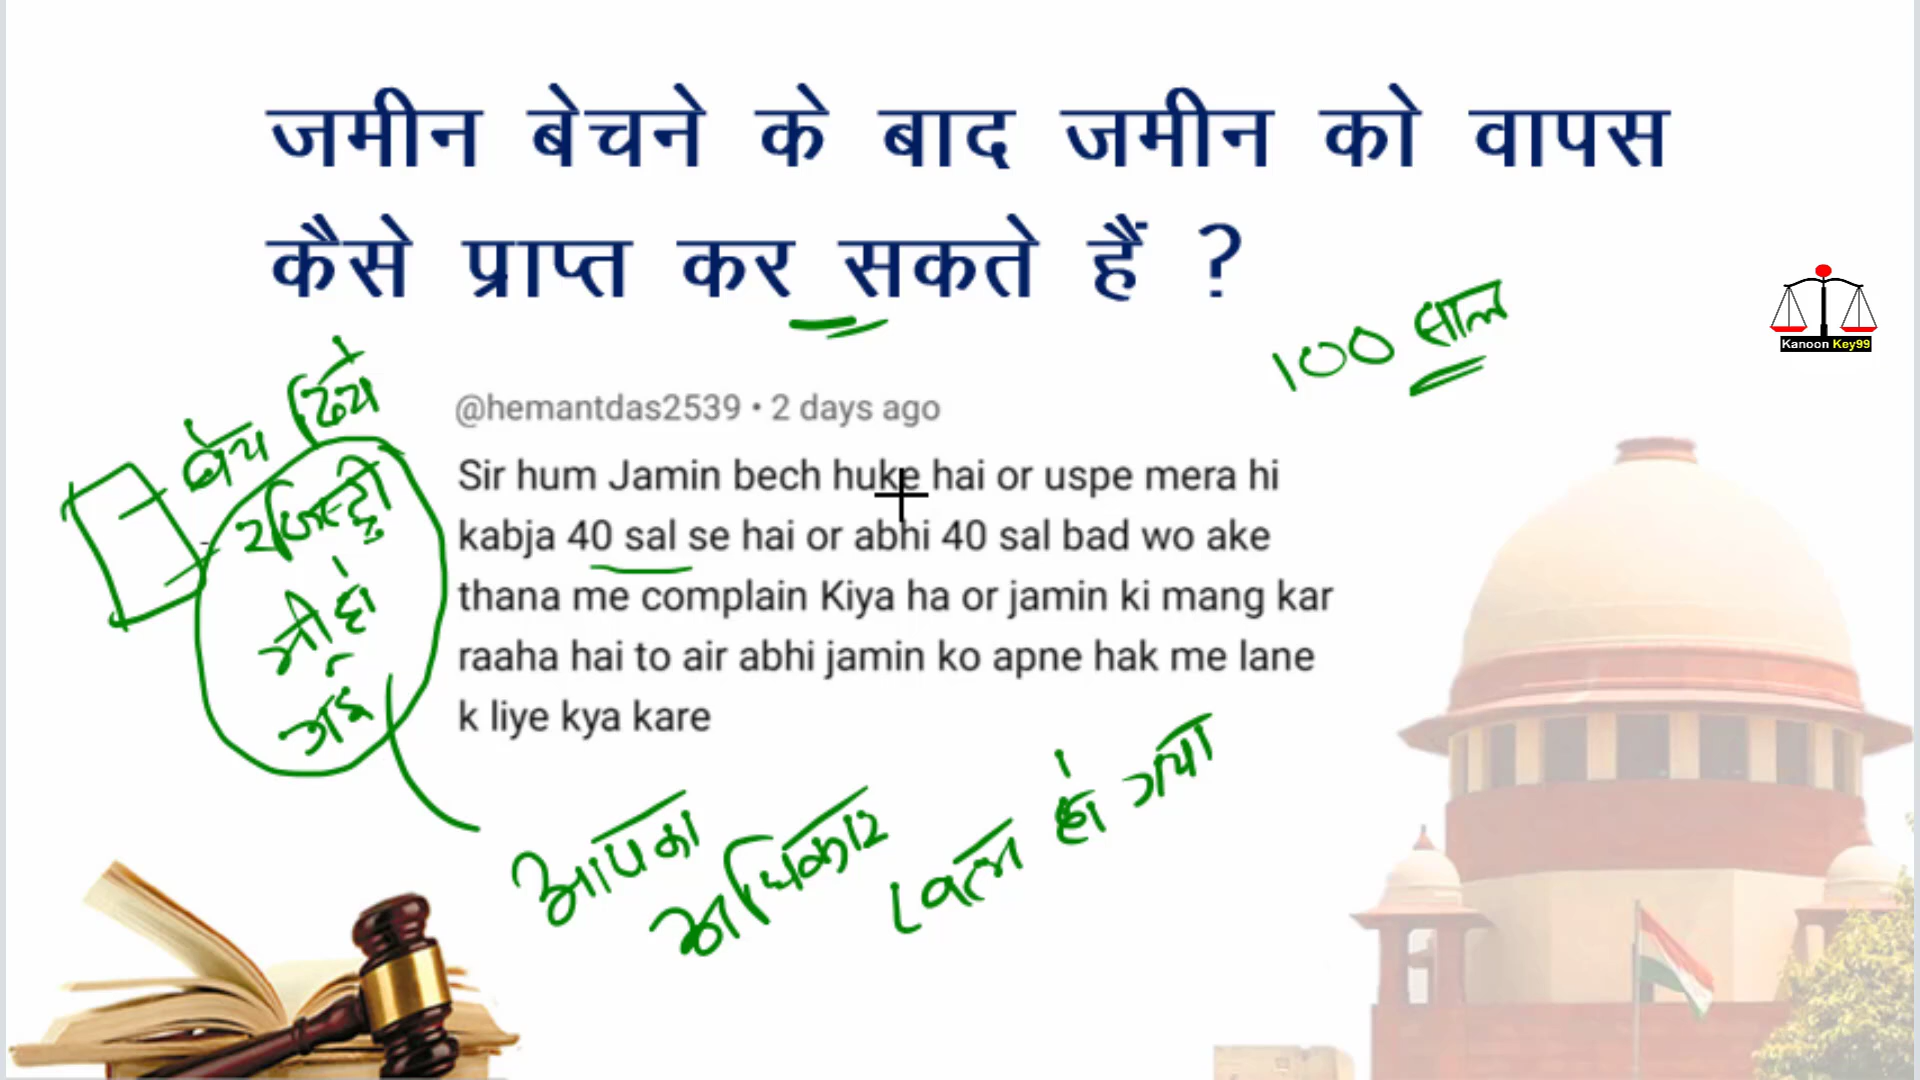 जमीन बेचने के बाद जमीन को वापस
कैसे प्राप्त कर सकते हैं ?
100 साल
Kanoon Key99
बेच दिये
रजिस्ट्री
भी हो
गई
@hemantdas2539 • 2 days ago
Sir hum Jamin bech huke hai or uspe mera hi
kabja 40 sal se hai or abhi 40 sal bad wo ake
thana me complain Kiya ha or jamin ki mang kar
raaha hai to air abhi jamin ko apne hak me lane
k liye kya kare
आपका अधिकार खत्म हो गया